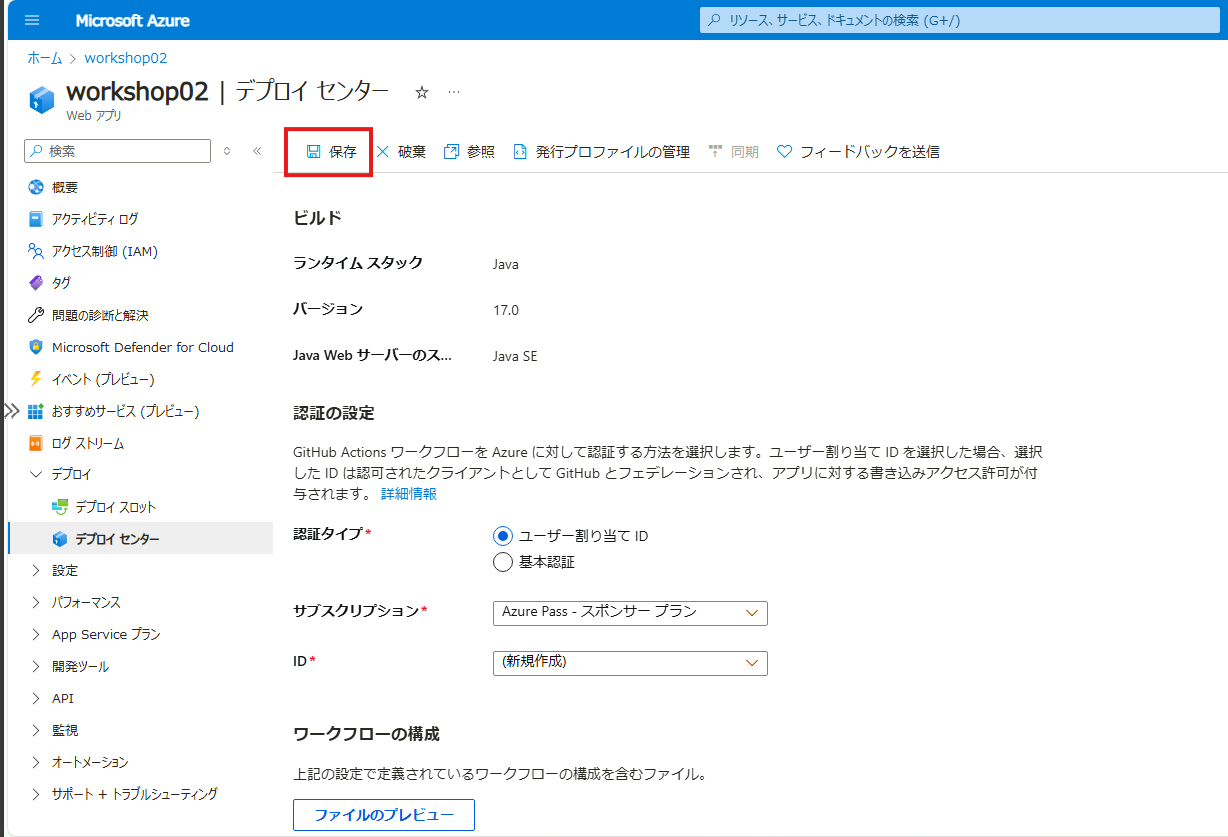 Microsoft Azure
リソース、サービス、ドキュメントの検索 (G+/)
ホーム > workshop02
workshop02 | デプロイ センター
Web アプリ
検索
保存
破棄
参照
発行プロファイルの管理
同期
フィードバックを送信
概要
アクティビティ ログ
アクセス制御 (IAM)
タグ
問題の診断と解決
Microsoft Defender for Cloud
イベント (プレビュー)
おすすめサービス (プレビュー)
ログ ストリーム
デプロイ
デプロイ スロット
デプロイ センター
設定
パフォーマンス
App Service プラン
開発ツール
API
監視
オートメーション
サポート + トラブルシューティング
ビルド
ランタイム スタック Java
バージョン 17.0
Java Web サーバーのス... Java SE
認証の設定
GitHub Actions ワークフローを Azure に対して認証する方法を選択します。ユーザー割り当て ID を選択した場合、選択
した ID は認可されたクライアントとして GitHub とフェデレーションされ、アプリに対する書き込みアクセス許可が付
与されます。 詳細情報
認証タイプ* ユーザー割り当て ID
基本認証
サブスクリプション* Azure Pass - スポンサー プラン
ID* (新規作成)
ワークフローの構成
上記の設定で定義されているワークフローの構成を含むファイル。
ファイルのプレビュー